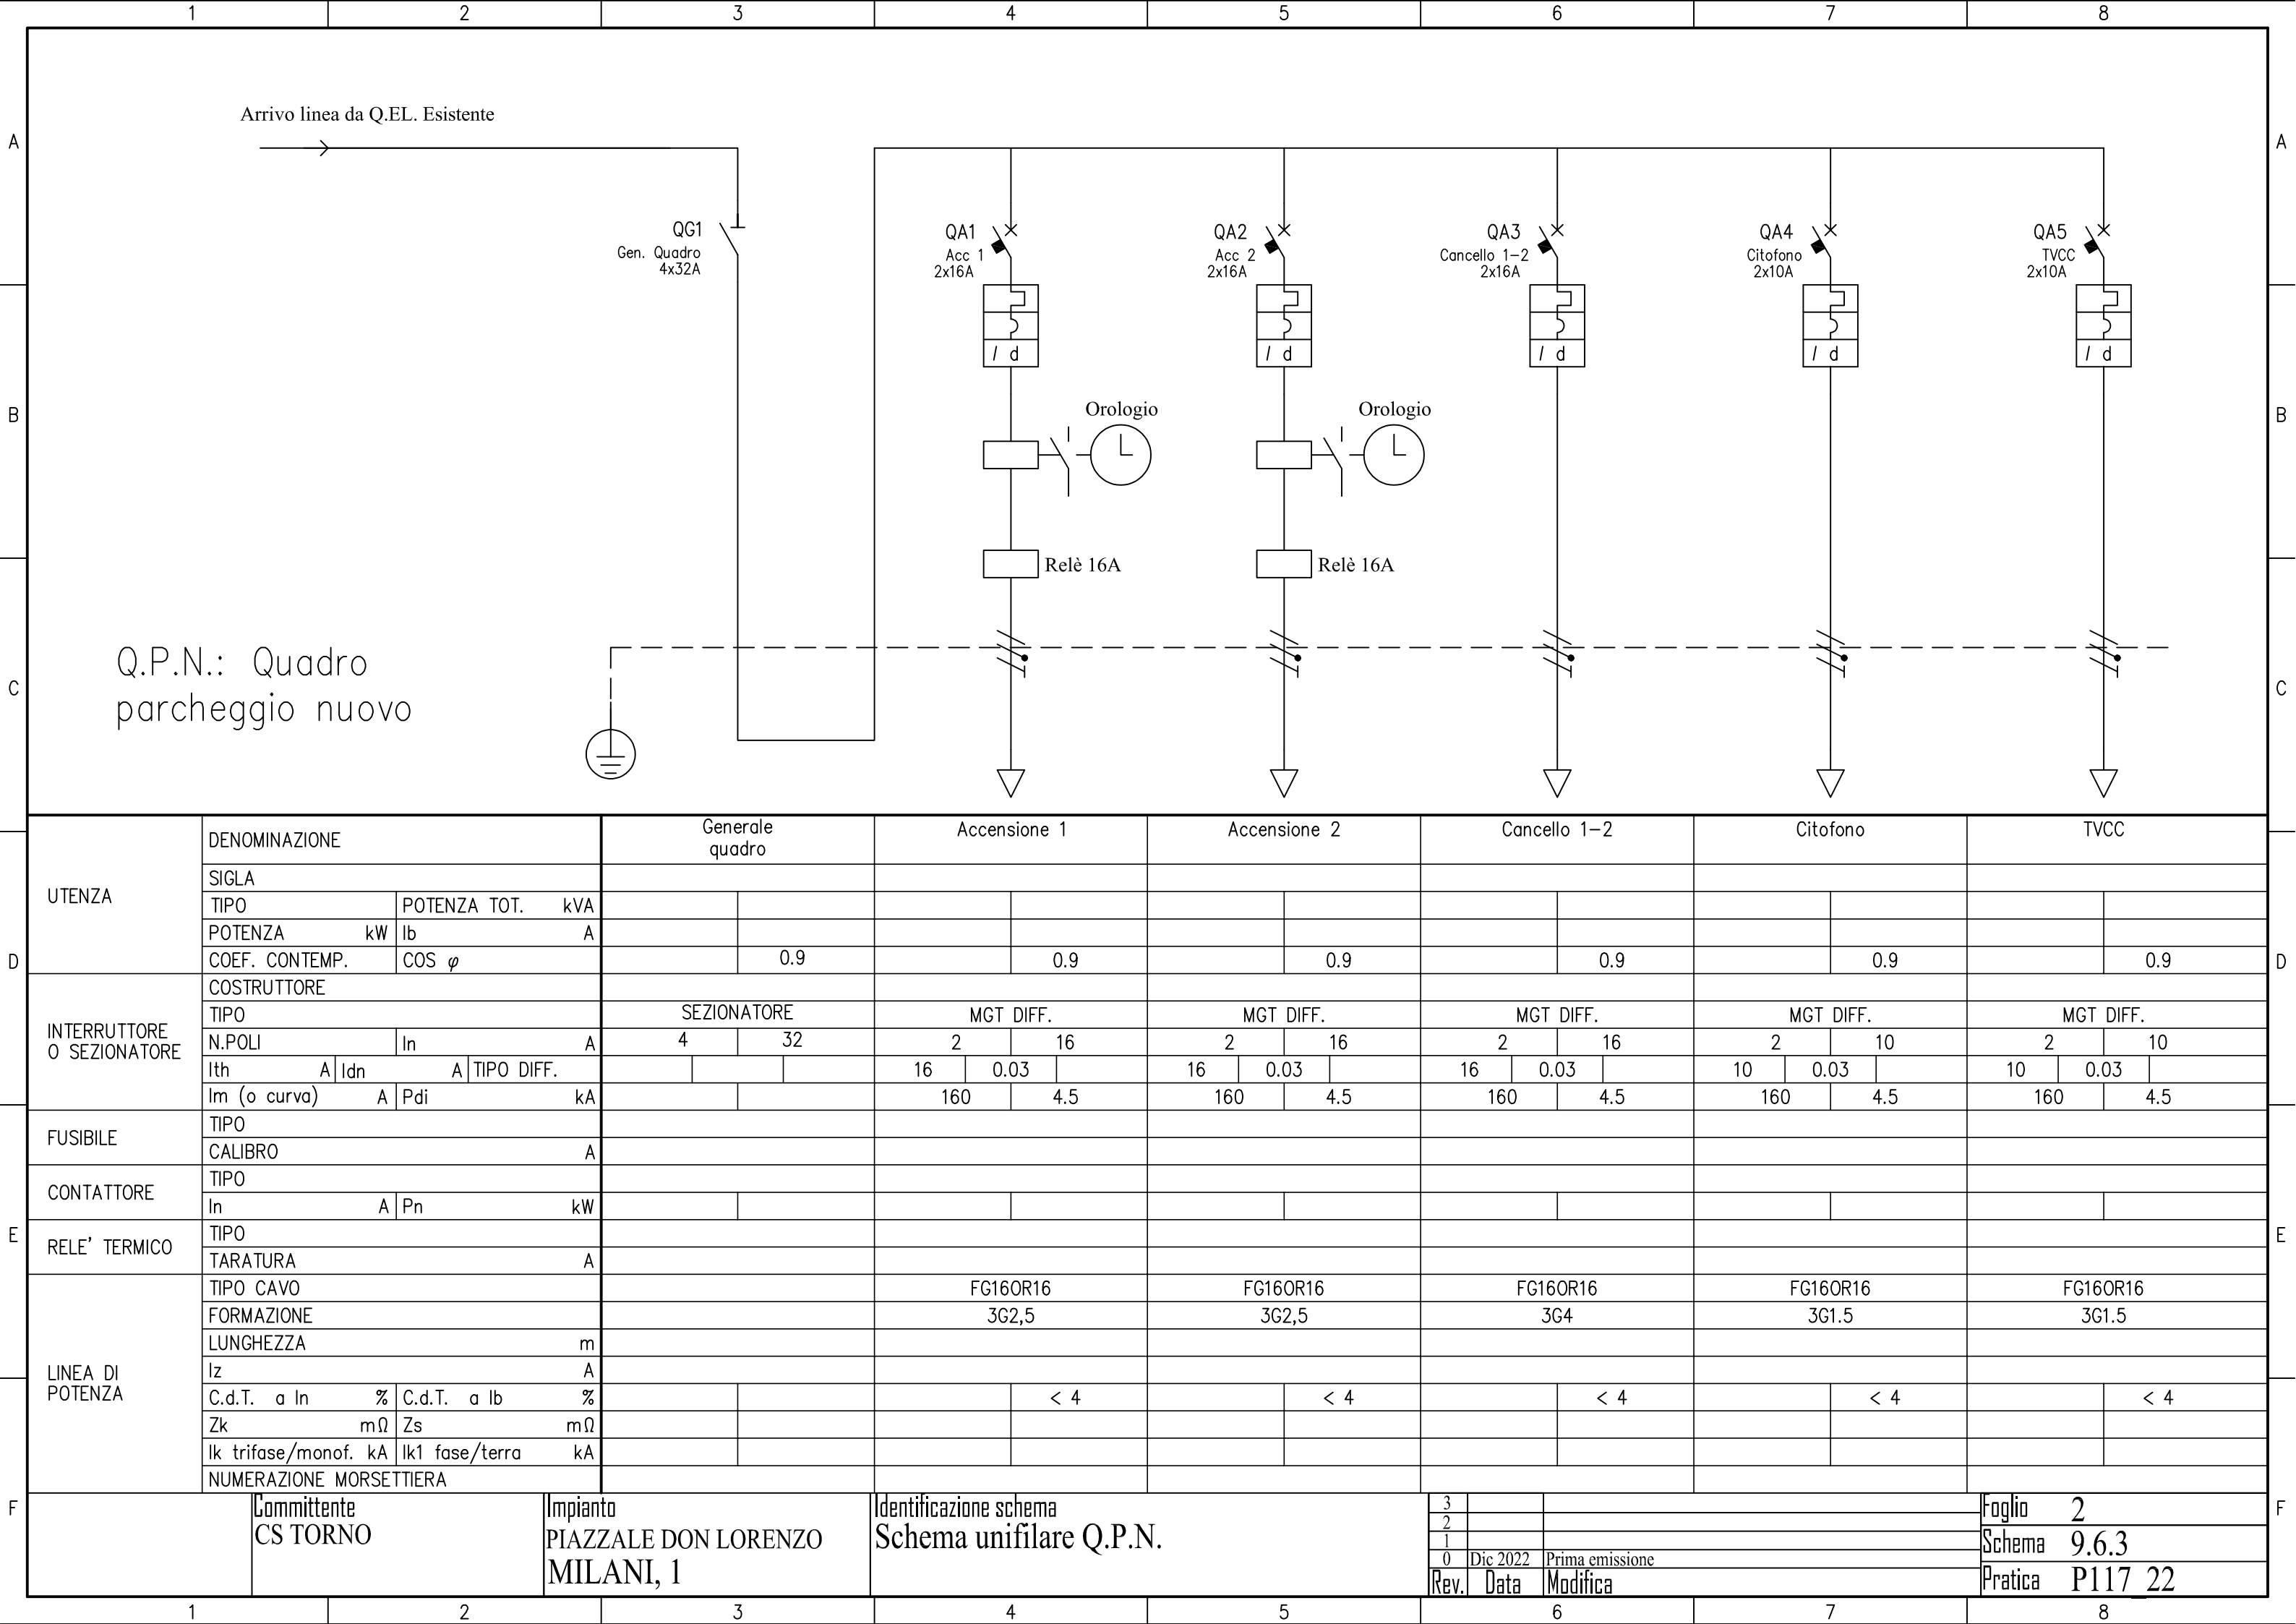 1 2 3 4 5 6 7 8
Arrivo linea da Q.EL. Esistente
A A
QG1 QA1 QA2 QA3 QA4 QA5
Gen. Quadro Acc 1 Acc 2 Cancello 1-2 Citofono TVCC
4x32A 2x16A 2x16A 2x16A 2x10A 2x10A
I d I d I d I d I d
Orologio Orologio
B B
Relè 16A Relè 16A
Q.P.N.: Quadro
parcheggio nuovo
C C
UTENZA
DENOMINAZIONE Generale quadro Accensione 1 Accensione 2 Cancello 1-2 Citofono TVCC
SIGLA
TIPO POTENZA TOT. kVA
POTENZA kW Ib A
D COEF. CONTEMP. COS φ 0.9 0.9 0.9 0.9 0.9 0.9 D
INTERRUTTORE
O SEZIONATORE
COSTRUTTORE
TIPO SEZIONATORE MGT DIFF. MGT DIFF. MGT DIFF. MGT DIFF. MGT DIFF.
N.POLI In A 4 32 2 16 2 16 2 16 2 10 2 10
Ith A Idn A TIPO DIFF. 16 0.03 16 0.03 16 0.03 10 0.03 10 0.03
Im (o curva) A Pdi kA 160 4.5 160 4.5 160 4.5 160 4.5 160 4.5
FUSIBILE
TIPO
CALIBRO A
CONTATTORE
TIPO
In A Pn kW
E RELE' TERMICO E
TIPO
TARATURA A
LINEA DI
POTENZA
TIPO CAVO FG16OR16 FG16OR16 FG16OR16 FG16OR16 FG16OR16
FORMAZIONE 3G2,5 3G2,5 3G4 3G1.5 3G1.5
LUNGHEZZA m
Iz A
C.d.T. a In % C.d.T. a Ib % < 4 < 4 < 4 < 4 < 4
Zk mΩ Zs mΩ
Ik trifase/monof. kA Ik1 fase/terra kA
NUMERAZIONE MORSETTIERA
F F
Committente
CS TORNO
Impianto
PIAZZALE DON LORENZO
MILANI, 1
Identificazione schema
Schema unifilare Q.P.N.
3
2
1
0 Dic 2022 Prima emissione
Rev. Data Modifica
Foglio 2
Schema 9.6.3
Pratica P117_22
1 2 3 4 5 6 7 8